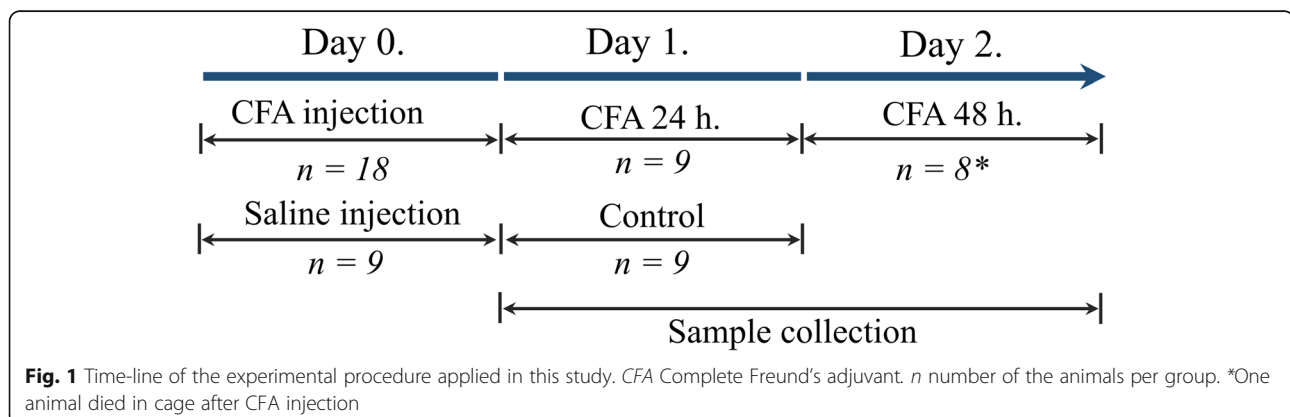 Day 0. Day 1. Day 2.
CFA injection CFA 24 h. CFA 48 h.
n = 18 n = 9 n = 8*
Saline injection Control
n = 9 n = 9
Sample collection
Fig. 1 Time-line of the experimental procedure applied in this study. CFA Complete Freund's adjuvant. n number of the animals per group. *One
animal died in cage after CFA injection